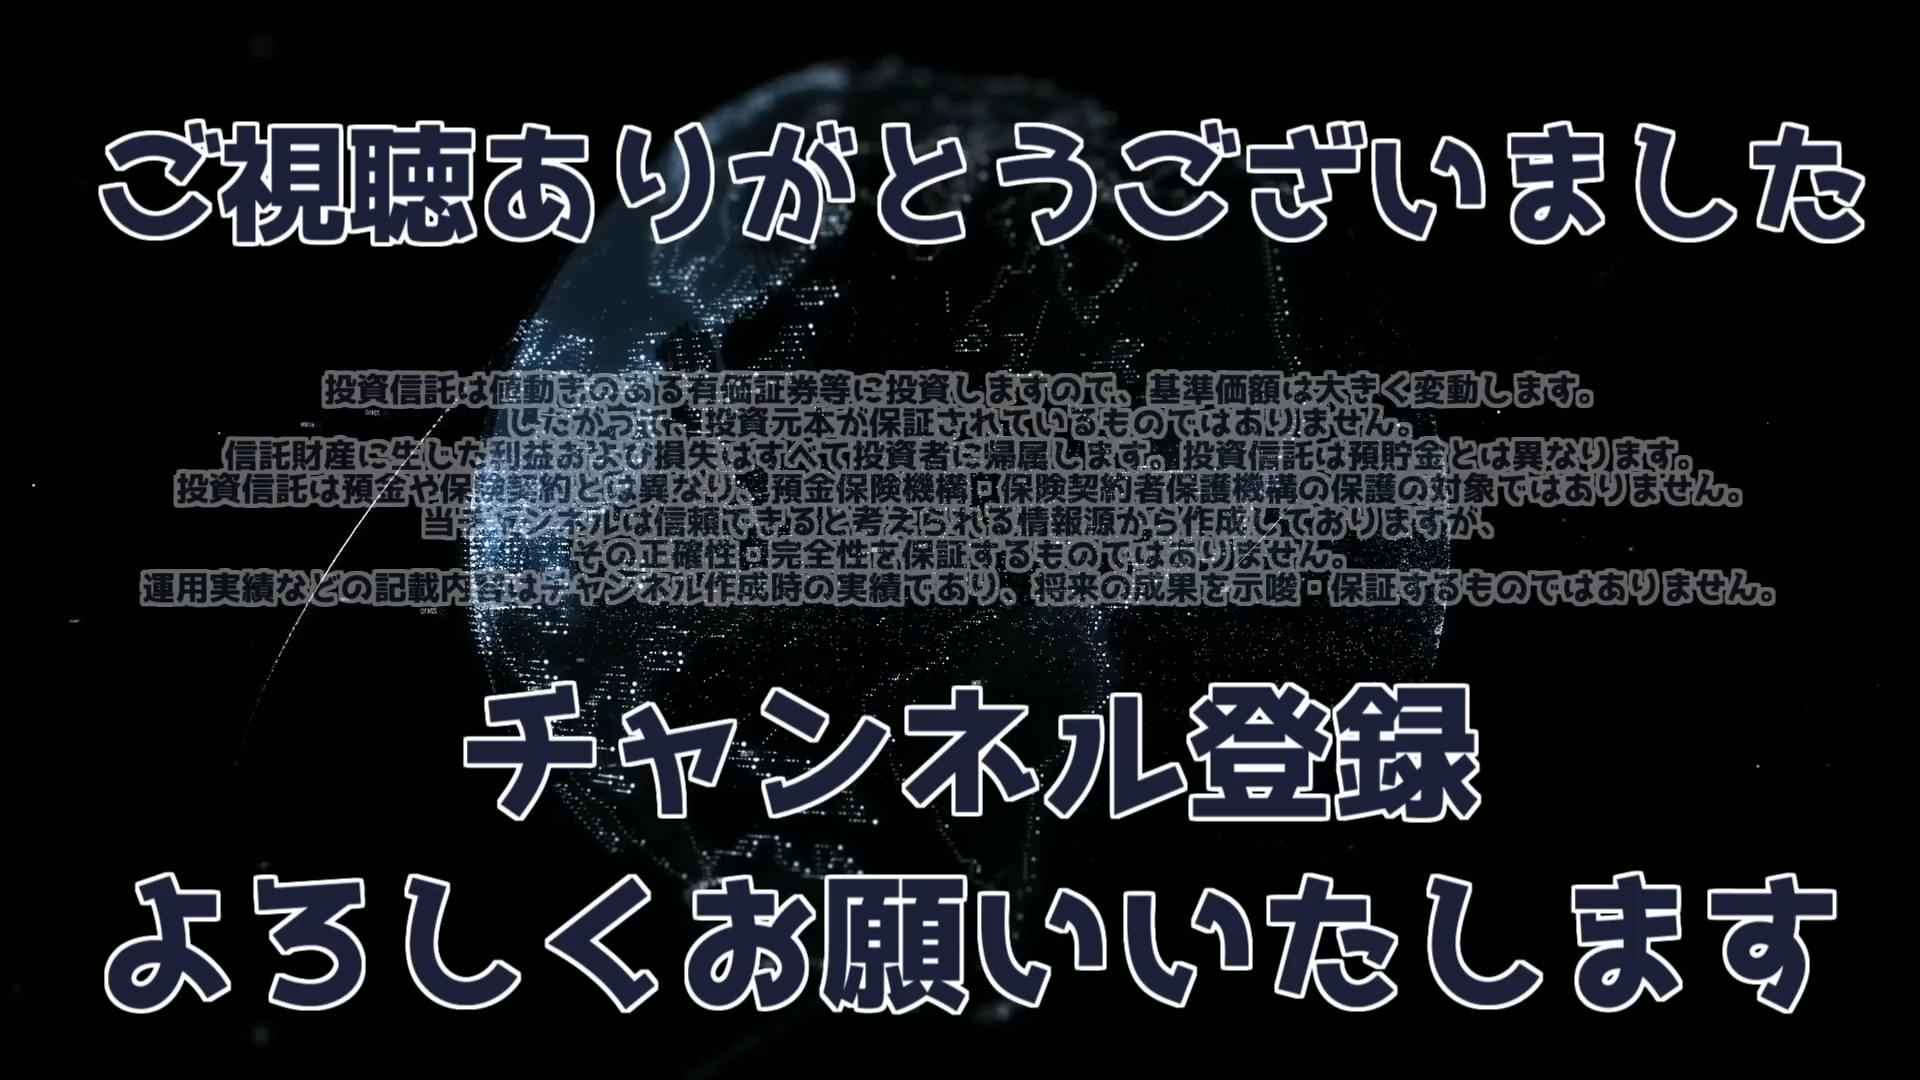 ご視聴ありがとうございました
投資信託は値動きのある有価証券等に投資しますので、基準価額は大きく変動します。
したがって、投資元本が保証されているものではありません。
信託財産に生した利益および損失はすべて投資者に帰属します。投資信託は預貯金とは異なります。
投資信託は預金や保険契約とは異なり、預金保険機構・保険契約者保護機構の保護の対象ではありません。
当チャンネルは信頼できると考えられる情報源から作成しておりますが、
その正確性・完全性を保証するものではありません。
運用実績などの記載内容はチャンネル作成時の実績であり、将来の成果を示唆・保証するものではありません。
チャンネル登録
よろしくお願いいたします